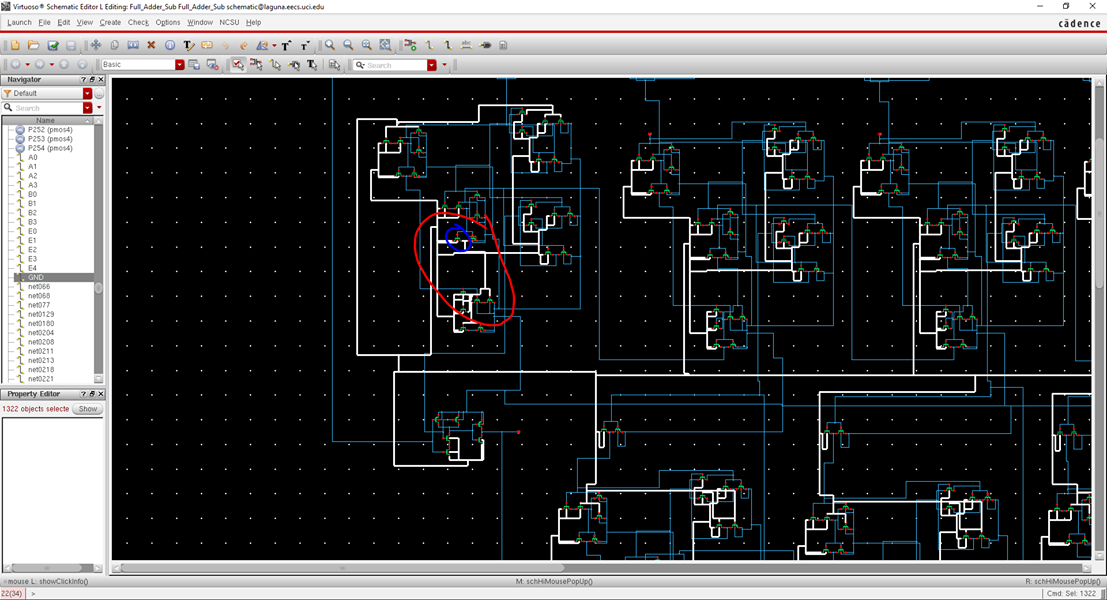 Virtuoso® Schematic Editor L Editing: Full_Adder_Sub Full_Adder_Sub schematic@laguna.eecs.uci.edu
Launch File Edit View Create Check Options Window NCSU Help
cādence
Basic
Search
Navigator
Default
Search
Name
P252 (pmos4)
P253 (pmos4)
P254 (pmos4)
A0
A1
A2
A3
B0
B1
B2
B3
E0
E1
E2
E3
E4
GND
net066
net068
net077
net0129
net0180
net0204
net0208
net0211
net0213
net0218
net0221
Property Editor
1322 objects selecte Show
mouse L: showClickInfo() M: schHiMousePopUp() R: schHiMousePopUp()
22(34) > Cmd: Sel: 1322